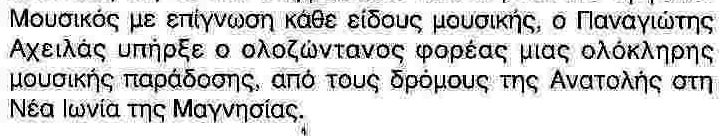 Μουσικός με επίγνωση κάθε είδους μουσικής, ο Παναγιώτης
Αχειλάς υπήρξε ο ολοζώντανος φορέας μιας ολόκληρης
μουσικής παράδοσης, από τους δρόμους της Ανατολής στη
Νέα Ιωνία της Μαγνησίας.